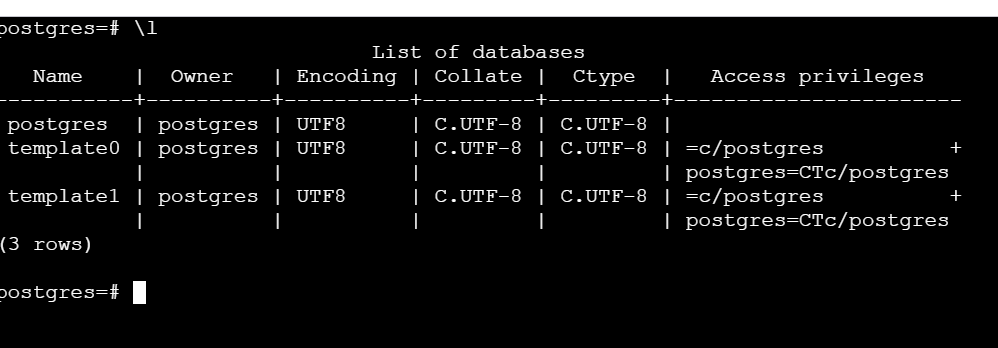 postgres=# \l
                              List of databases
   Name    |  Owner   | Encoding | Collate |  Ctype  |   Access privileges
-----------+----------+----------+---------+---------+-----------------------
 postgres  | postgres | UTF8     | C.UTF-8 | C.UTF-8 |
 template0 | postgres | UTF8     | C.UTF-8 | C.UTF-8 | =c/postgres          +
           |          |          |         |         | postgres=CTc/postgres
 template1 | postgres | UTF8     | C.UTF-8 | C.UTF-8 | =c/postgres          +
           |          |          |         |         | postgres=CTc/postgres
(3 rows)

postgres=#